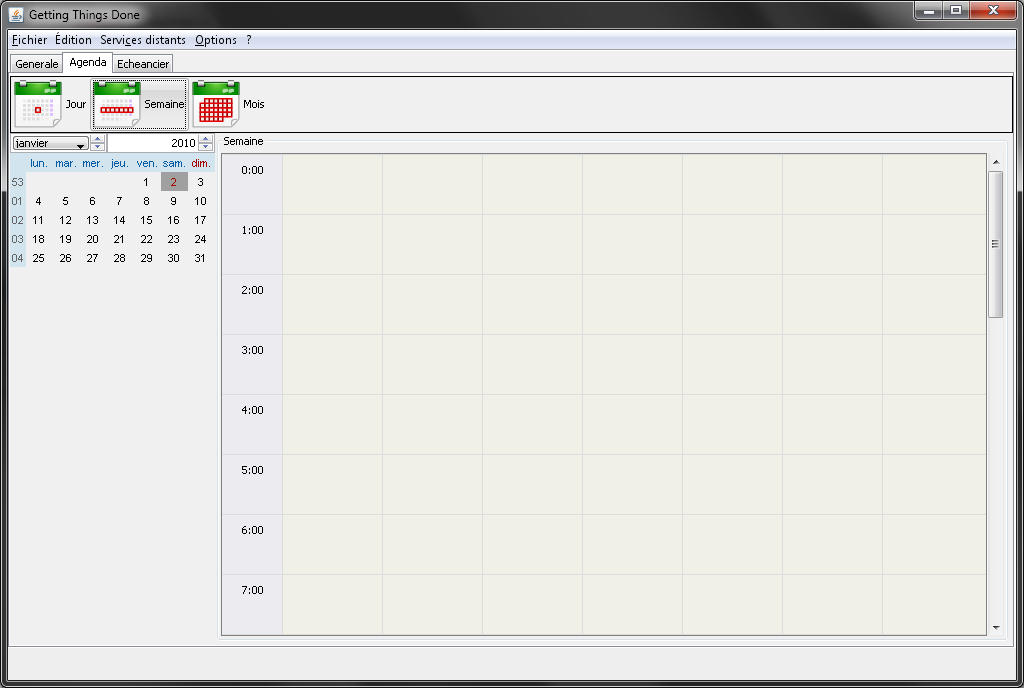 Getting Things Done
Fichier Édition Services distants Options ?
Generale Agenda Echeancier
Jour Semaine Mois
janvier 2010 Semaine
lun. mar. mer. jeu. ven. sam. dim.
53 1 2 3
01 4 5 6 7 8 9 10
02 11 12 13 14 15 16 17
03 18 19 20 21 22 23 24
04 25 26 27 28 29 30 31
0:00
1:00
2:00
3:00
4:00
5:00
6:00
7:00